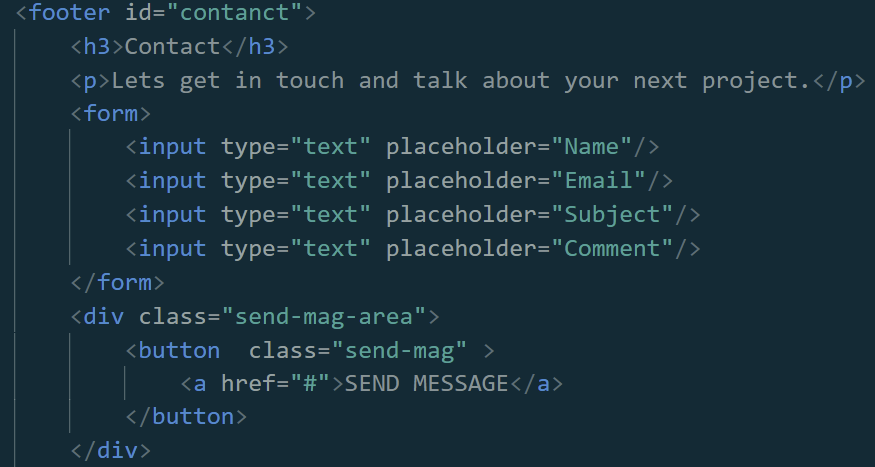 <footer id="contanct">
<h3>Contact</h3>
<p>Lets get in touch and talk about your next project.</p>
<form>
<input type="text" placeholder="Name"/>
<input type="text" placeholder="Email"/>
<input type="text" placeholder="Subject"/>
<input type="text" placeholder="Comment"/>
</form>
<div class="send-mag-area">
<button  class="send-mag" >
<a href="#">SEND MESSAGE</a>
</button>
</div>